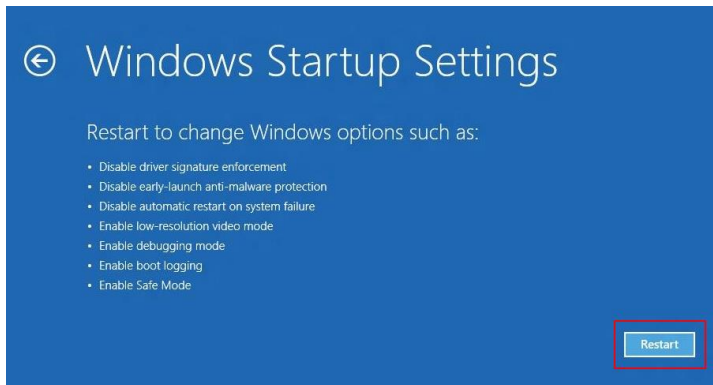 Windows Startup Settings
Restart to change Windows options such as:
• Disable driver signature enforcement
• Disable early-launch anti-malware protection
• Disable automatic restart on system failure
• Enable low-resolution video mode
• Enable debugging mode
• Enable boot logging
• Enable Safe Mode
Restart